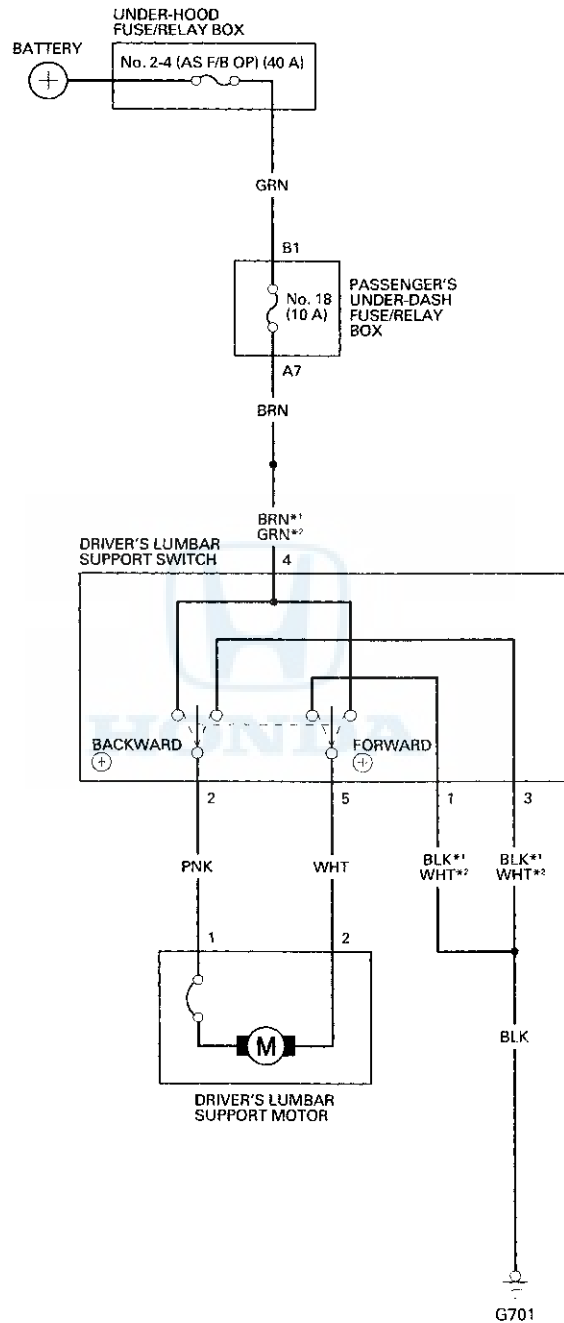 UNDER-HOOD
FUSE/RELAY BOX
BATTERY
+
No. 2-4 (AS F/B OP) (40 A)
GRN
B1
No. 18
(10 A)
PASSENGER'S
UNDER-DASH
FUSE/RELAY
BOX
A7
BRN
BRN*1
GRN*2
DRIVER'S LUMBAR
SUPPORT SWITCH
4
HONDA
BACKWARD
+
FORWARD
+
2
5
1
3
PNK
WHT
BLK*1
WHT*2
BLK*1
WHT*2
1
2
M
BLK
DRIVER'S LUMBAR
SUPPORT MOTOR
G701